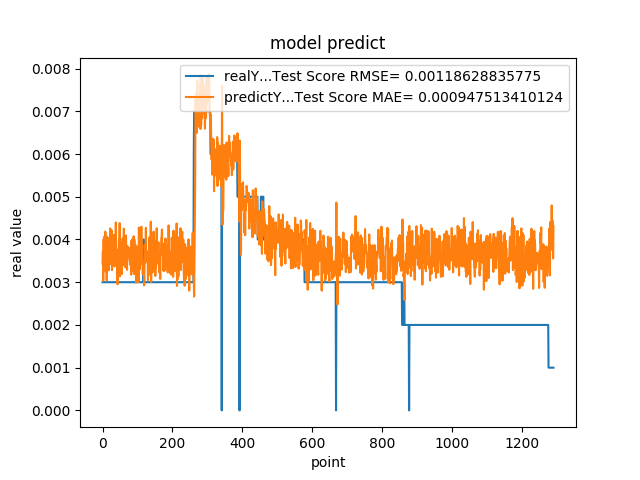 model predict
realY...Test Score RMSE= 0.00118628835775
predictY...Test Score MAE= 0.000947513410124
real value
0.008
0.007
0.006
0.005
0.004
0.003
0.002
0.001
0.000
0 200 400 600 800 1000 1200
point